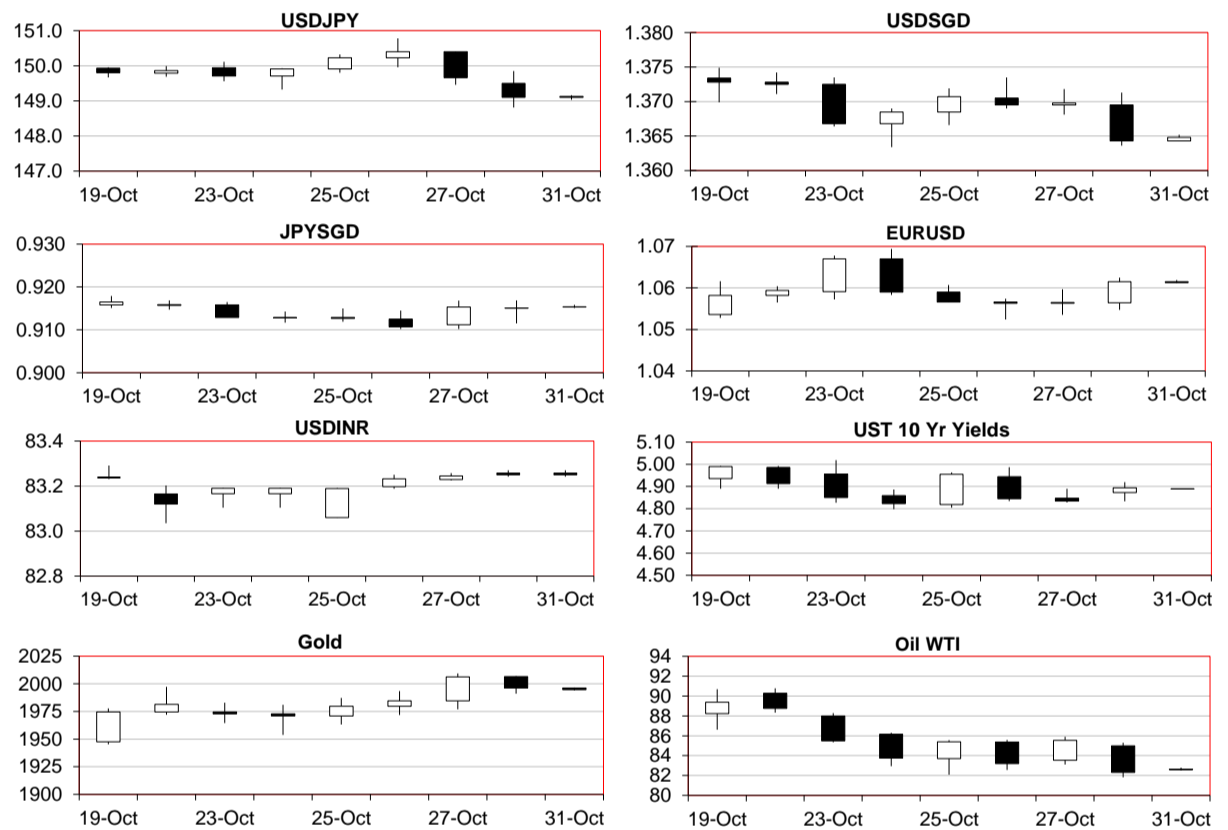 USDJPY
151.0
150.0
149.0
148.0
147.0
19-Oct 23-Oct 25-Oct 27-Oct 31-Oct
USDSGD
1.380
1.375
1.370
1.365
1.360
19-Oct 23-Oct 25-Oct 27-Oct 31-Oct
JPYSGD
0.930
0.920
0.910
0.900
19-Oct 23-Oct 25-Oct 27-Oct 31-Oct
EURUSD
1.07
1.06
1.05
1.04
19-Oct 23-Oct 25-Oct 27-Oct 31-Oct
USDINR
83.4
83.2
83.0
82.8
19-Oct 23-Oct 25-Oct 27-Oct 31-Oct
UST 10 Yr Yields
5.10
5.00
4.90
4.80
4.70
4.60
4.50
19-Oct 23-Oct 25-Oct 27-Oct 31-Oct
Gold
2025
2000
1975
1950
1925
1900
19-Oct 23-Oct 25-Oct 27-Oct 31-Oct
Oil WTI
94
92
90
88
86
84
82
80
19-Oct 23-Oct 25-Oct 27-Oct 31-Oct